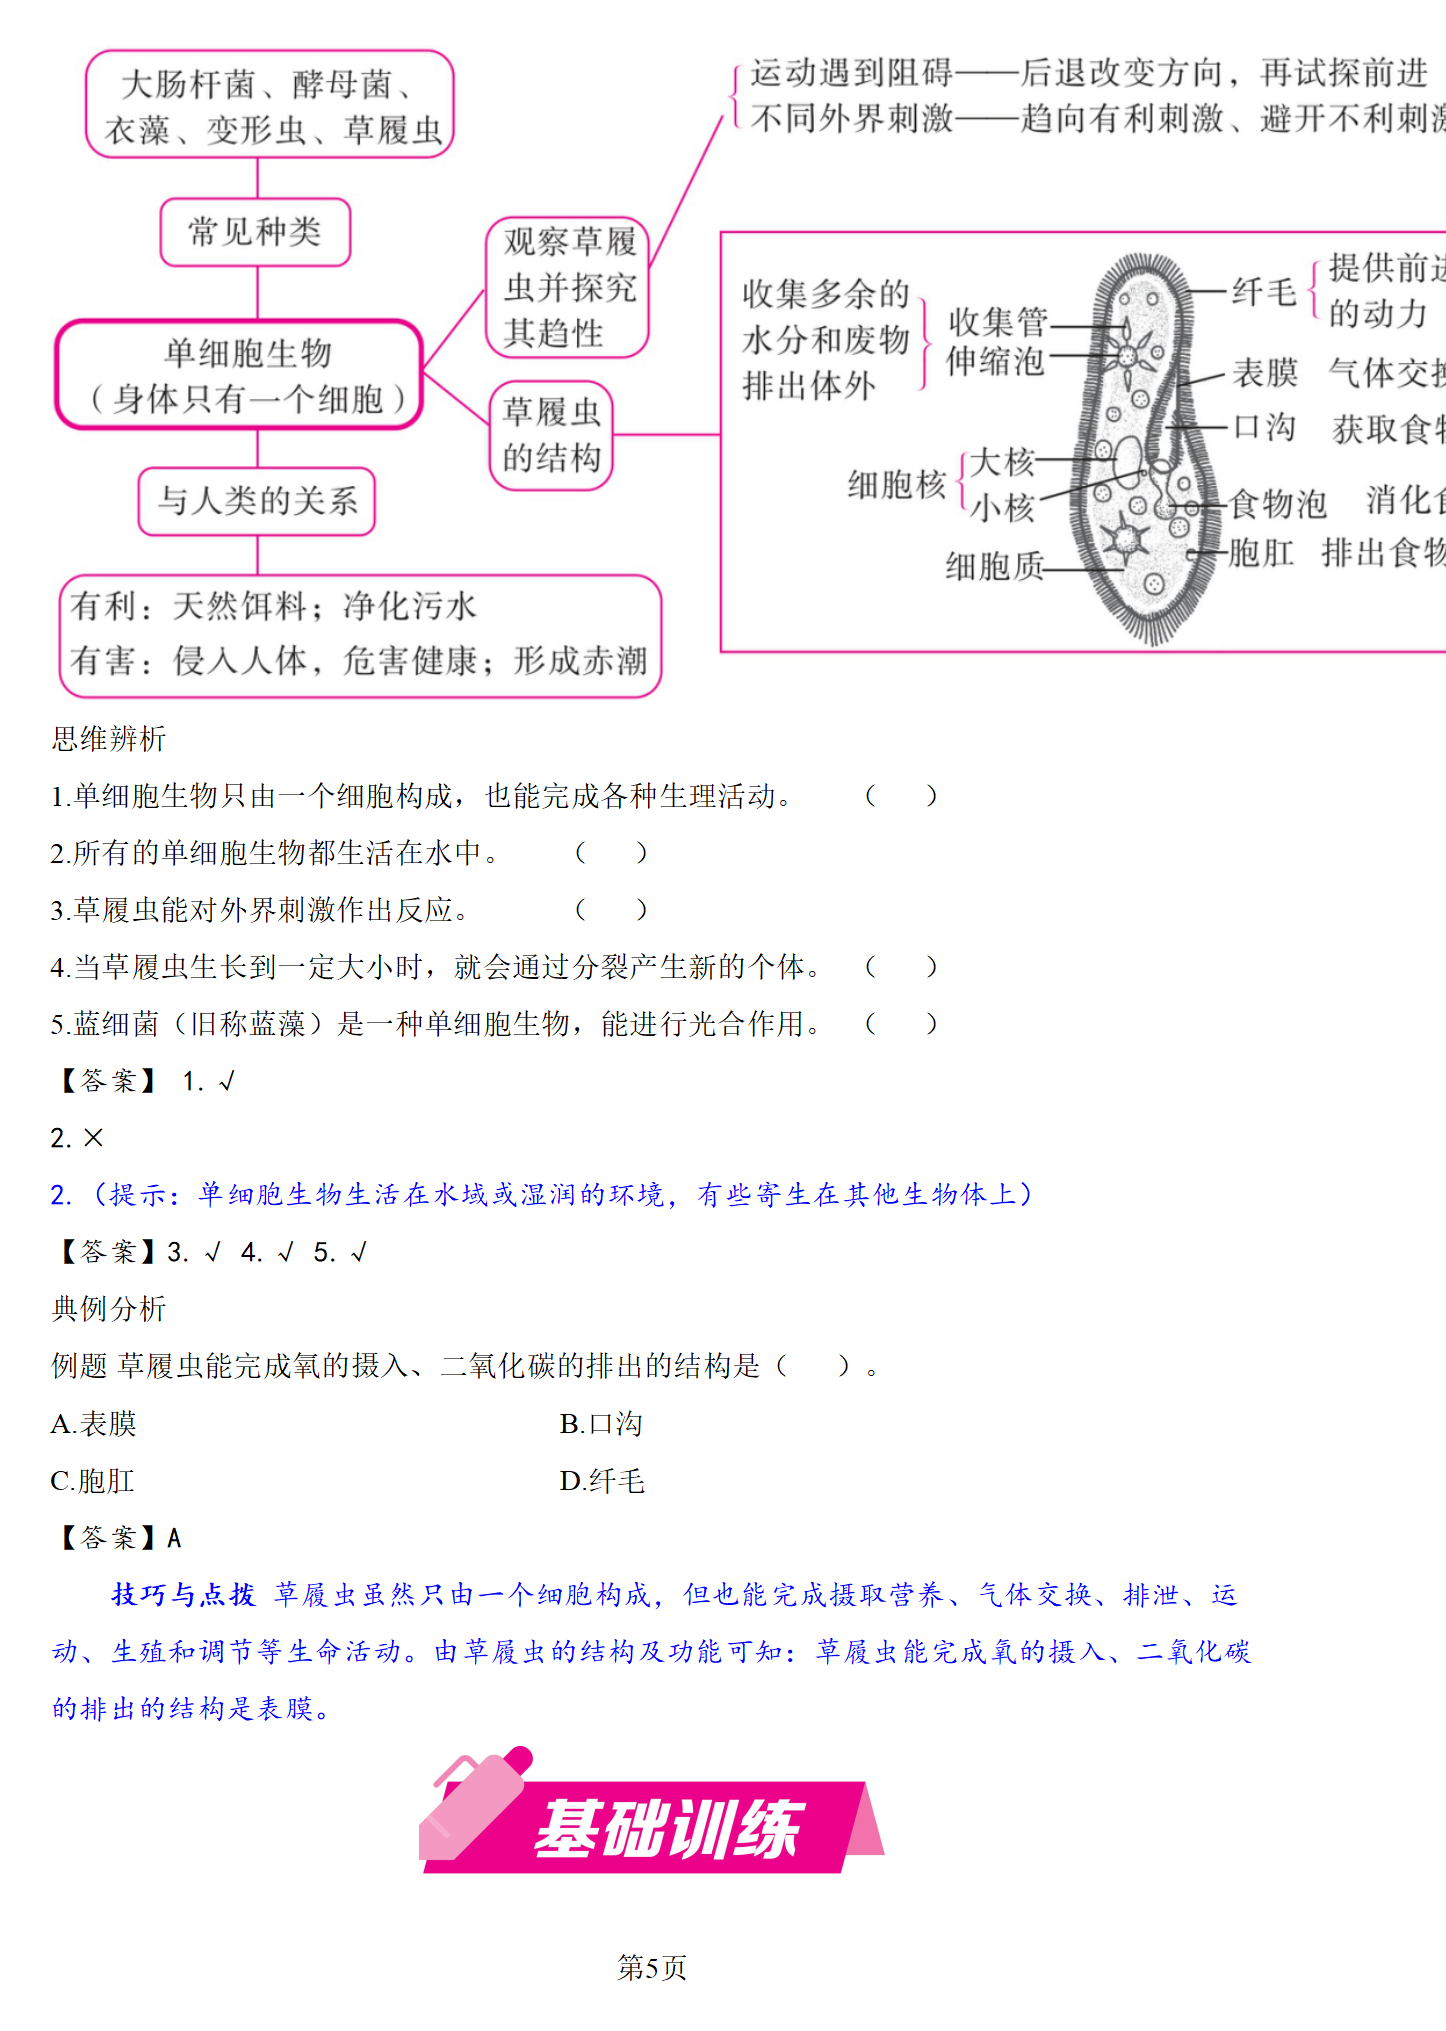 大肠杆菌、酵母菌、
衣藻、变形虫、草履虫
常见种类
单细胞生物
（身体只有一个细胞）
与人类的关系
有利：天然饵料；净化污水
有害：侵入人体，危害健康；形成赤潮
观察草履
虫并探究
其趋性
运动遇到阻碍——后退改变方向，再试探前进
不同外界刺激——趋向有利刺激、避开不利刺
草履虫
的结构
收集多余的
水分和废物
排出体外
收集管
伸缩泡
细胞核
大核
小核
细胞质
纤毛
提供前
的动力
表膜 气体交
口沟 获取食
食物泡 消化
胞肛 排出食
思维辨析
1.单细胞生物只由一个细胞构成，也能完成各种生理活动。 （ ）
2.所有的单细胞生物都生活在水中。 （ ）
3.草履虫能对外界刺激作出反应。 （ ）
4.当草履虫生长到一定大小时，就会通过分裂产生新的个体。 （ ）
5.蓝细菌（旧称蓝藻）是一种单细胞生物，能进行光合作用。 （ ）
【答案】 1. √
2. ×
2. （提示：单细胞生物生活在水域或湿润的环境，有些寄生在其他生物体上）
【答案】3. √ 4. √ 5. √
典例分析
例题 草履虫能完成氧的摄入、二氧化碳的排出的结构是（ ）。
A.表膜 B.口沟
C.胞肛 D.纤毛
【答案】A
技巧与点拨 草履虫虽然只由一个细胞构成，但也能完成摄取营养、气体交换、排泄、运
动、生殖和调节等生命活动。由草履虫的结构及功能可知：草履虫能完成氧的摄入、二氧化碳
的排出的结构是表膜。
基础训练
第5页